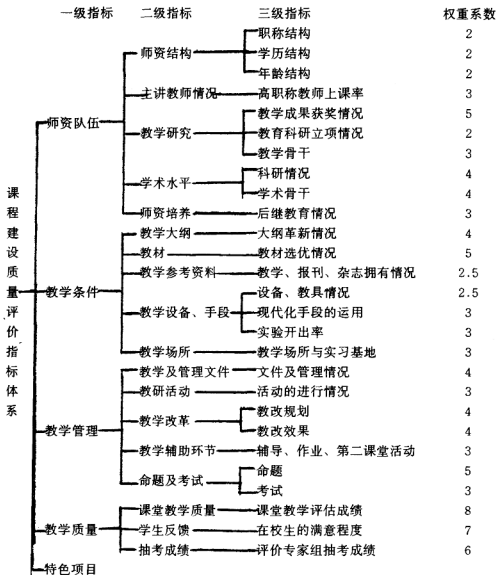 一级指标 二级指标 三级指标 权重系数
职称结构 2
师资结构 学历结构 2
年龄结构 2
主讲教师情况 高职称教师上课率 3
师资队伍 教学成果获奖情况 5
教学研究 教育科研立项情况 2
教学骨干 3
科研情况 4
学术水平
学术骨干 4
师资培养 后继教育情况 3
教学大纲 大纲革新情况 4
教材 教材选优情况 5
教学参考资料 教学、报刊、杂志拥有情况 2.5
课程建设质量评价指标体系
教学条件 设备、教具情况 2.5
教学设备、手段 现代化手段的运用 3
实验开出率 3
教学场所 教学场所与实习基地 3
教学及管理文件 文件及管理情况 4
教研活动 活动的进行情况 3
教改规划 4
教学改革
教学管理 教改效果 4
教学辅助环节 辅导、作业、第二课堂活动 3
命题 5
命题及考试
考试 3
课堂教学质量 课堂教学评估成绩 8
教学质量 学生反馈 在校生的满意程度 7
抽考成绩 评价专家组抽考成绩 6
特色项目